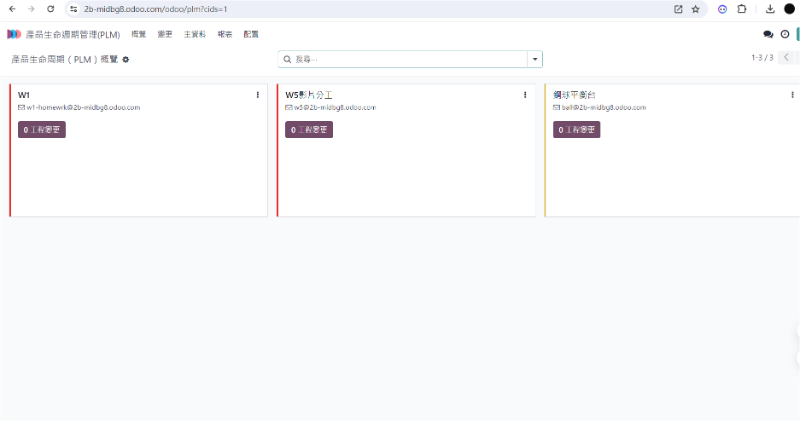 2b-midbg8.odoo.com/odoo/plm?cids=1
產品生命週期管理(PLM) 概覽 變更 主資料 報表 配置
產品生命周期（PLM）概覽
搜尋...
1-3 / 3
W1
w1-homewrk@2b-midbg8.odoo.com
0 工程變更
W5影片分工
w5@2b-midbg8.odoo.com
0 工程變更
鋼球平衡台
ball@2b-midbg8.odoo.com
0 工程變更